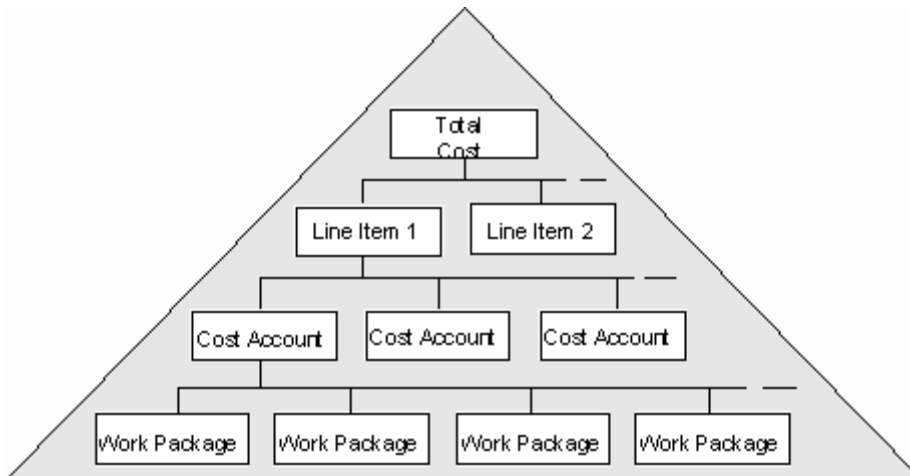 Total
Cost
Line Item 1
Line Item 2
Cost Account
Cost Account
Cost Account
Work Package
Work Package
Work Package
Work Package